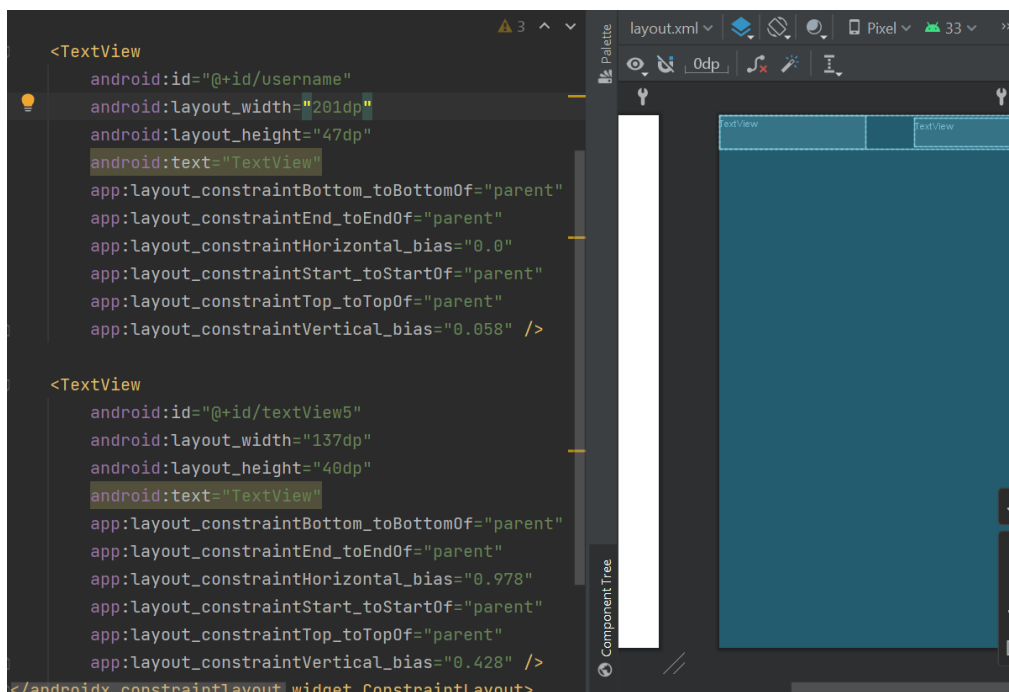 3
<TextView
android:id="@+id/username"
android:layout_width="201dp"
android:layout_height="47dp"
android:text="TextView"
app:layout_constraintBottom_toBottomOf="parent"
app:layout_constraintEnd_toEndOf="parent"
app:layout_constraintHorizontal_bias="0.0"
app:layout_constraintStart_toStartOf="parent"
app:layout_constraintTop_toTopOf="parent"
app:layout_constraintVertical_bias="0.058" />
<TextView
android:id="@+id/textView5"
android:layout_width="137dp"
android:layout_height="40dp"
android:text="TextView"
app:layout_constraintBottom_toBottomOf="parent"
app:layout_constraintEnd_toEndOf="parent"
app:layout_constraintHorizontal_bias="0.978"
app:layout_constraintStart_toStartOf="parent"
app:layout_constraintTop_toTopOf="parent"
app:layout_constraintVertical_bias="0.428" />
</androidx.constraintlayout.widget.ConstraintLayout>
Palette
Component Tree
layout.xml Pixel 33 »
0dp
TextView TextView